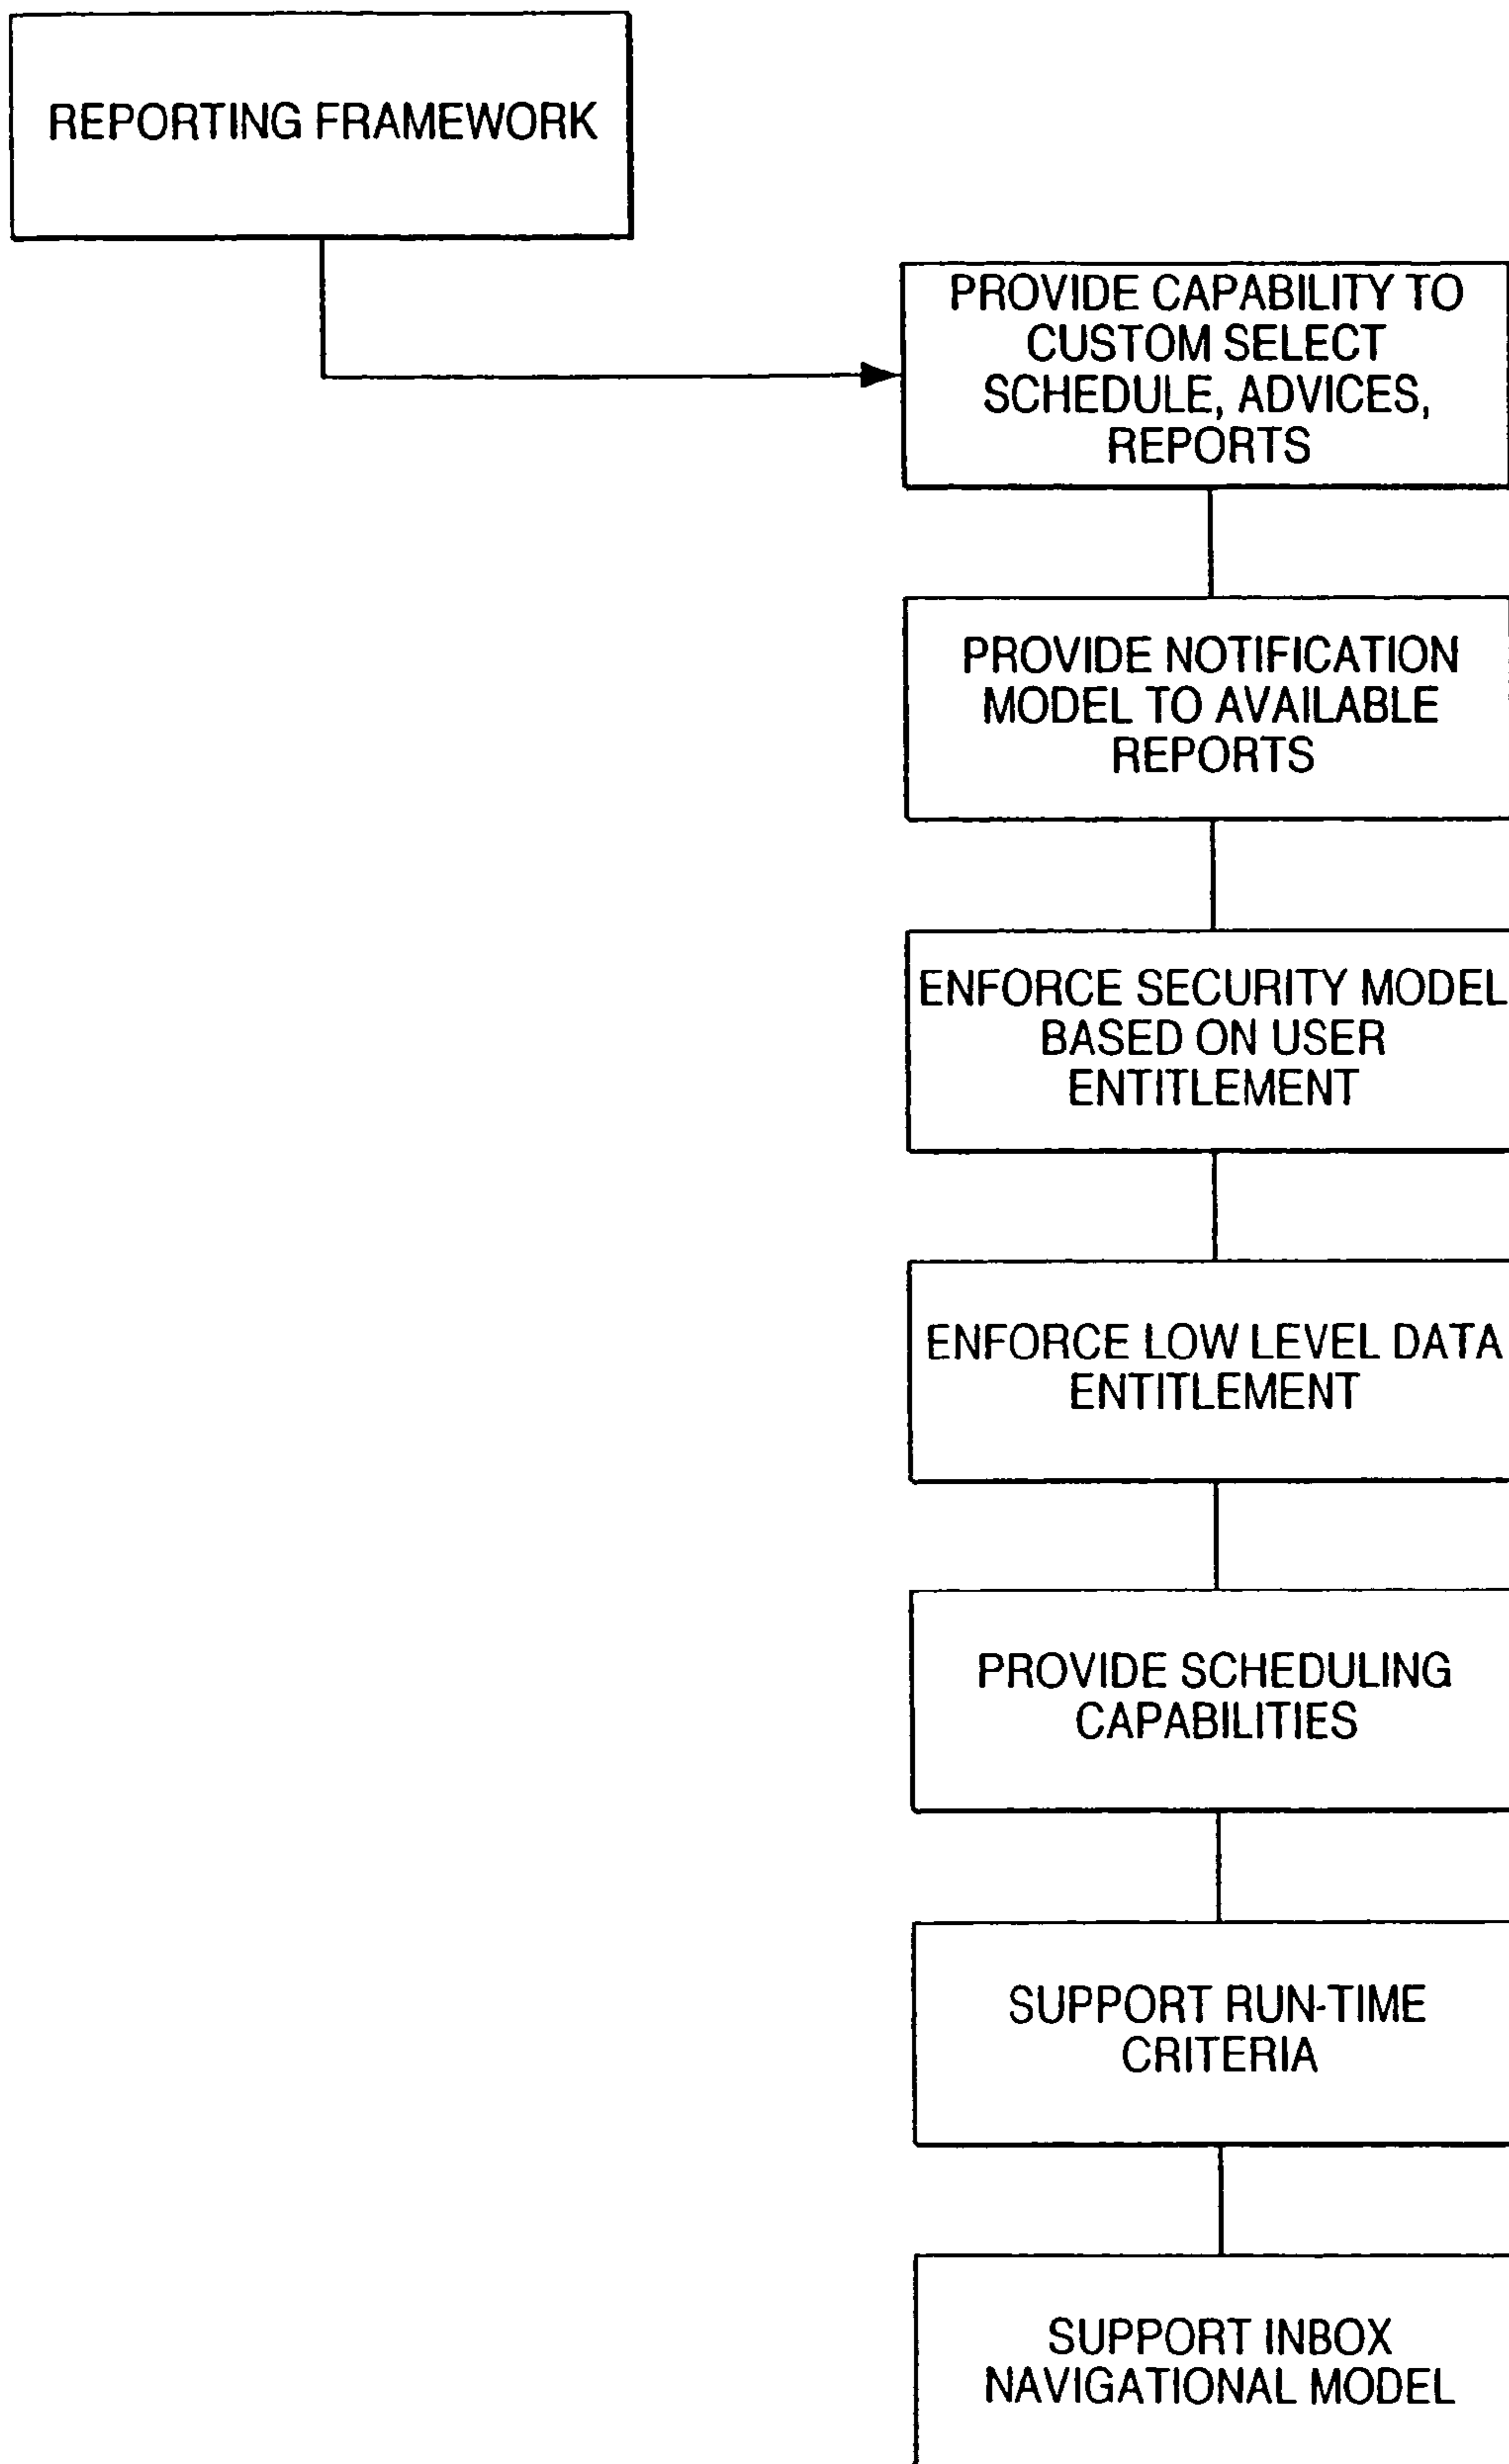 REPORTING FRAMEWORK
PROVIDE CAPABILITY TO
CUSTOM SELECT
SCHEDULE, ADVICES,
REPORTS
PROVIDE NOTIFICATION
MODEL TO AVAILABLE
REPORTS
ENFORCE SECURITY MODEL
BASED ON USER
ENTITLEMENT
ENFORCE LOW LEVEL DATA
ENTITLEMENT
PROVIDE SCHEDULING
CAPABILITIES
SUPPORT RUN-TIME
CRITERIA
SUPPORT INBOX
NAVIGATIONAL MODEL